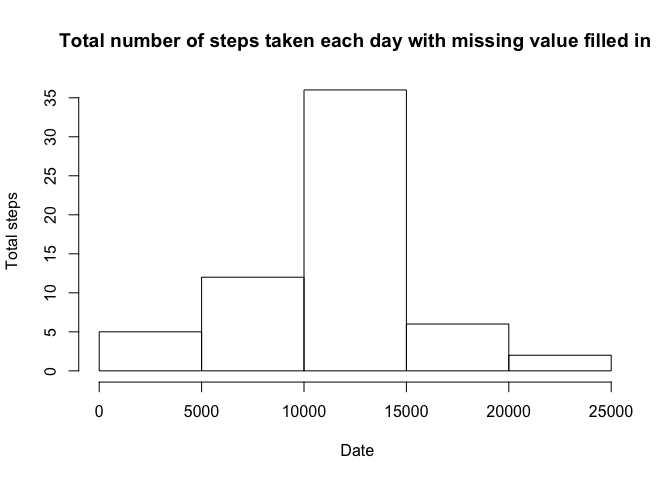 Total number of steps taken each day with missing value filled in
35
30
25
20
15
10
5
0
Total steps
0 5000 10000 15000 20000 25000
Date